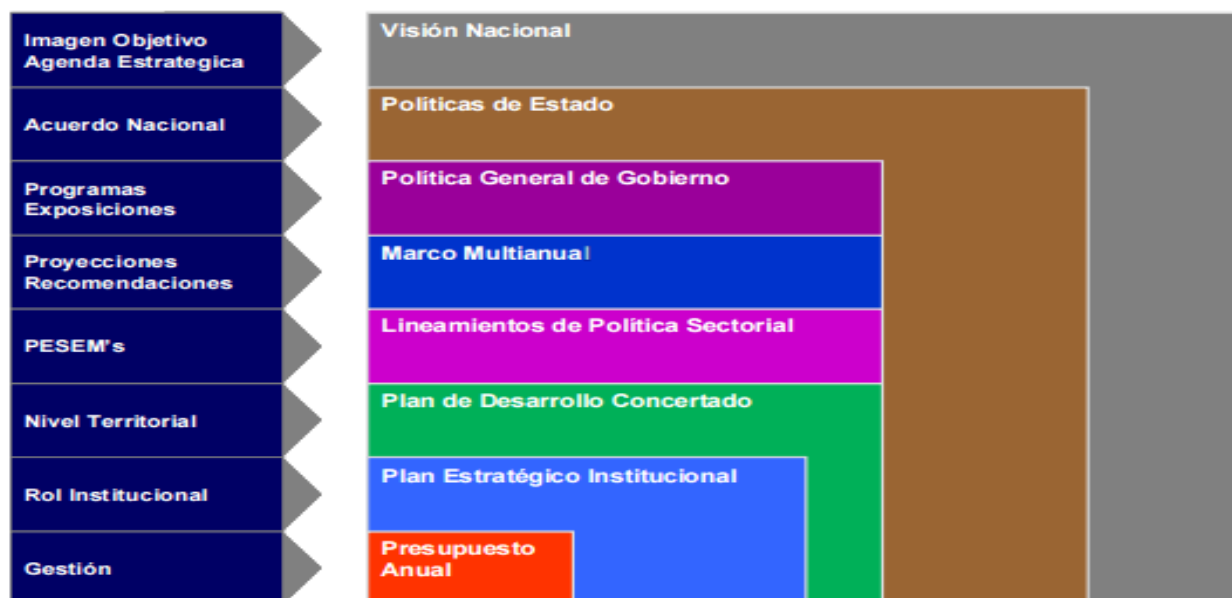 Imagen Objetivo
Agenda Estrategica
Visión Nacional
Acuerdo Nacional
Políticas de Estado
Programas
Exposiciones
Política General de Gobierno
Proyecciones
Recomendaciones
Marco Multianual
PESEM's
Lineamientos de Política Sectorial
Nivel Territorial
Plan de Desarrollo Concertado
Rol Institucional
Plan Estratégico Institucional
Gestión
Presupuesto
Anual